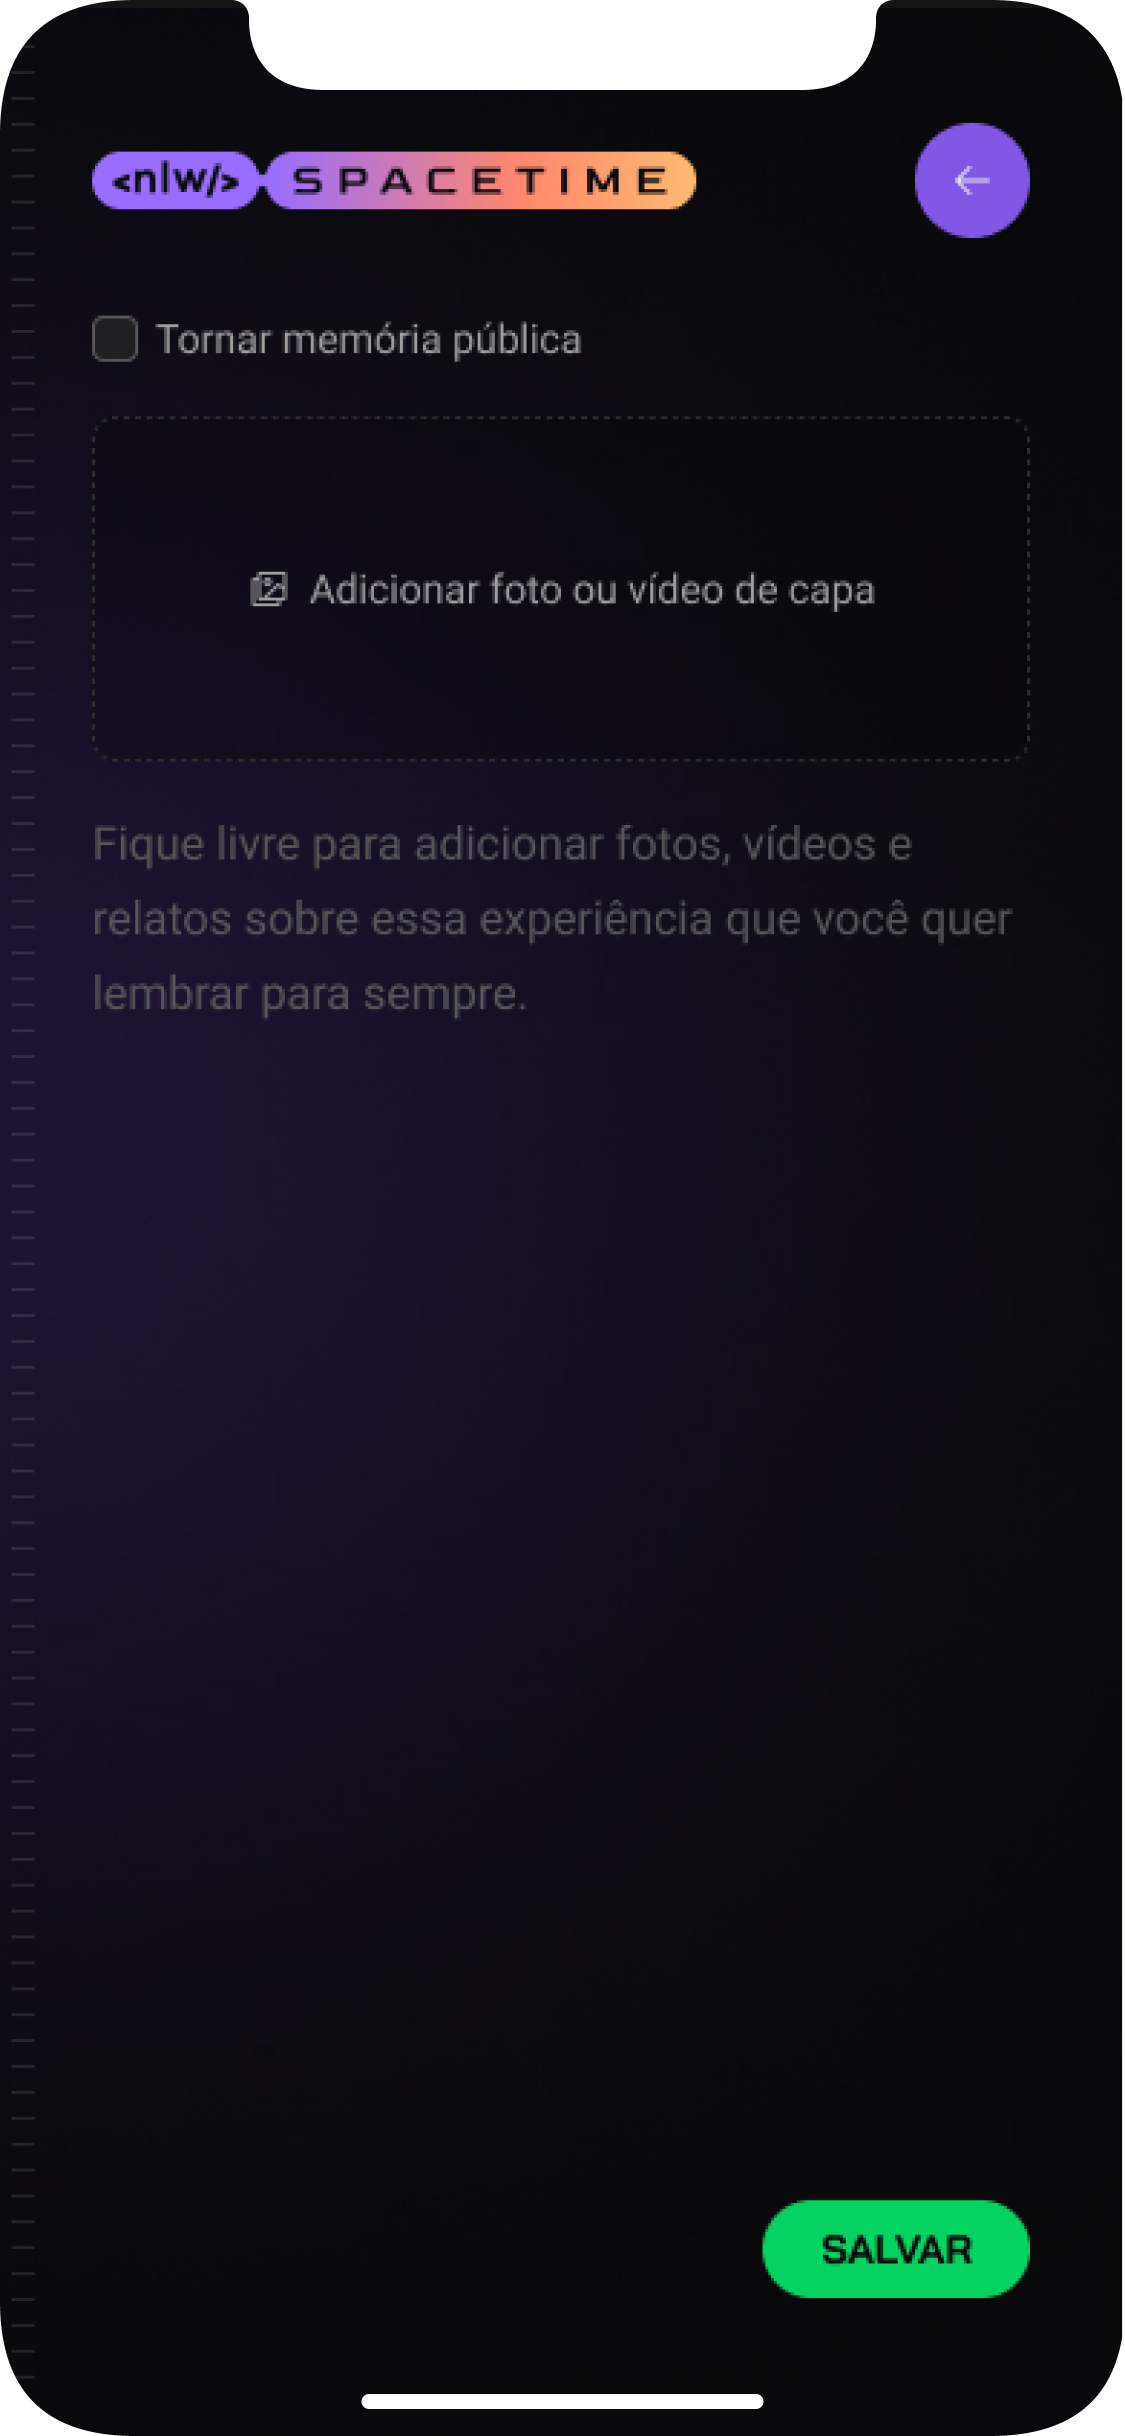 <nlw/> SPACETIME
Tornar memória pública
Adicionar foto ou vídeo de capa
Fique livre para adicionar fotos, vídeos e
relatos sobre essa experiência que você quer
lembrar para sempre.
SALVAR